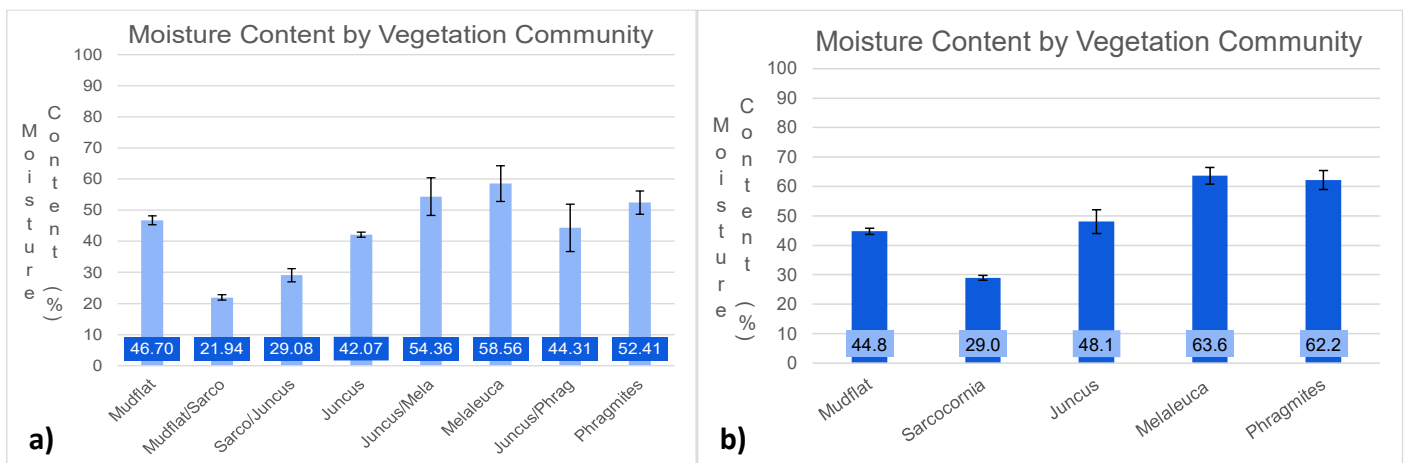 Moisture Content by Vegetation Community
Moisture
Content (%)
100
90
80
70
60
50
40
30
20
10
0
46.70 21.94 29.08 42.07 54.36 58.56 44.31 52.41
Mudflat
Mudflat/Sarco
Sarco/Juncus
Juncus
Juncus/Mela
Melaleuca
Juncus/Phrag
Phragmites
a)
Moisture Content by Vegetation Community
Moisture
Content (%)
100
90
80
70
60
50
40
30
20
10
0
44.8 29.0 48.1 63.6 62.2
Mudflat
Sarcocornia
Juncus
Melaleuca
Phragmites
b)